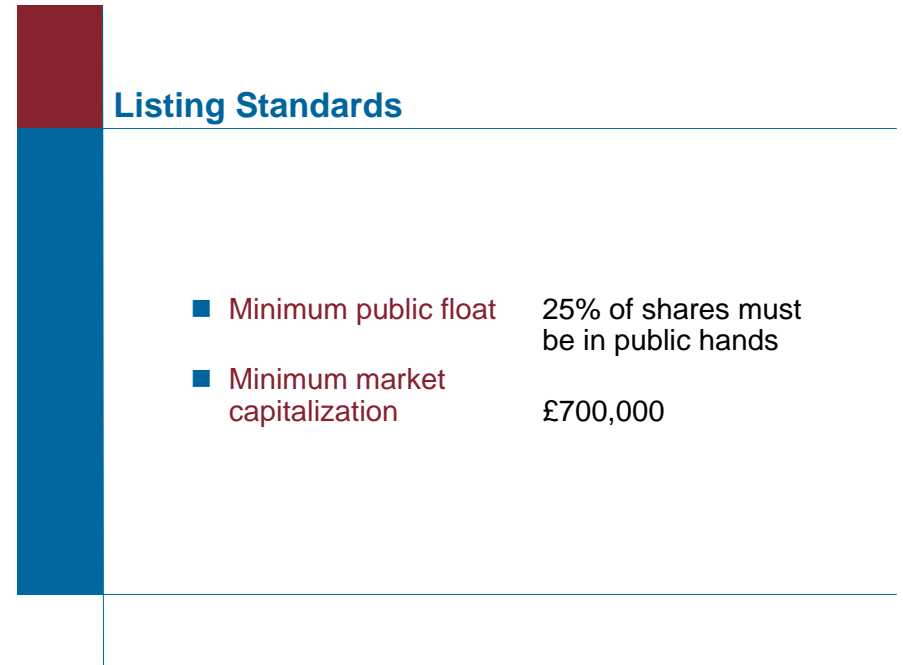 Listing Standards
Minimum public float 25% of shares must
be in public hands
Minimum market
capitalization £700,000